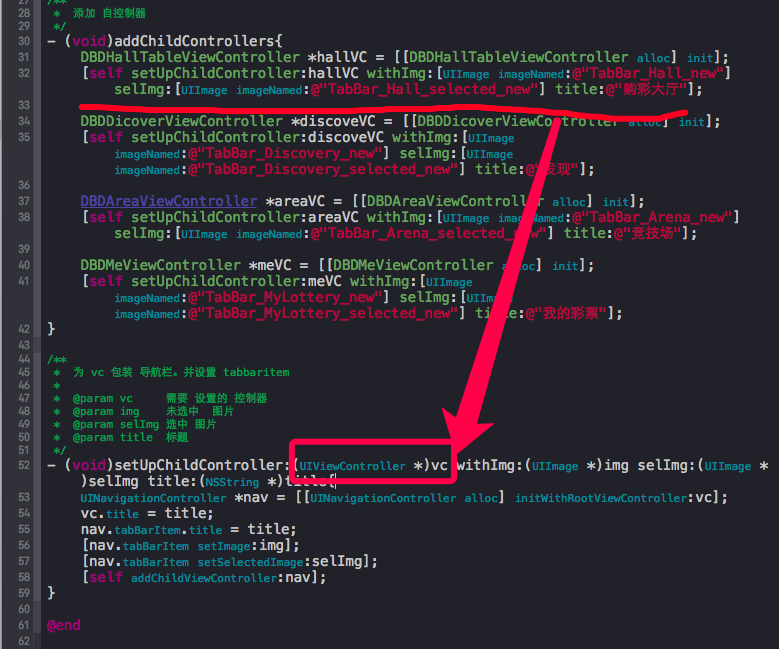 27 /**
28 * 添加 自控制器
29 */
30 - (void)addChildControllers{
31 DBDHallTableViewController *hallVC = [[DBDHallTableViewController alloc] init];
32 [self setUpChildController:hallVC withImg:[UIImage imageNamed:@"TabBar_Hall_new"]
selImg:[UIImage imageNamed:@"TabBar_Hall_selected_new"] title:@"购彩大厅"];
33
34 DBDDicoverViewController *discoveVC = [[DBDDicoverViewController alloc] init];
35 [self setUpChildController:discoveVC withImg:[UIImage
imageNamed:@"TabBar_Discovery_new"] selImg:[UIImage
imageNamed:@"TabBar_Discovery_selected_new"] title:@"发现"];
36
37 DBDAreaViewController *areaVC = [[DBDAreaViewController alloc] init];
38 [self setUpChildController:areaVC withImg:[UIImage imageNamed:@"TabBar_Arena_new"]
selImg:[UIImage imageNamed:@"TabBar_Arena_selected_new"] title:@"竞技场"];
39
40 DBDMeViewController *meVC = [[DBDMeViewController alloc] init];
41 [self setUpChildController:meVC withImg:[UIImage
imageNamed:@"TabBar_MyLottery_new"] selImg:[UIImage
imageNamed:@"TabBar_MyLottery_selected_new"] title:@"我的彩票"];
42 }
43
44 /**
45 * 为 vc 包装 导航栏。并设置 tabbaritem
46 *
47 * @param vc 需要 设置的 控制器
48 * @param img 未选中 图片
49 * @param selImg 选中 图片
50 * @param title 标题
51 */
52 - (void)setUpChildController:(UIViewController *)vc withImg:(UIImage *)img selImg:(UIImage *
)selImg title:(NSString *)title{
53 UINavigationController *nav = [[UINavigationController alloc] initWithRootViewController:vc];
54 vc.title = title;
55 nav.tabBarItem.title = title;
56 [nav.tabBarItem setImage:img];
57 [nav.tabBarItem setSelectedImage:selImg];
58 [self addChildViewController:nav];
59 }
60
61 @end
62